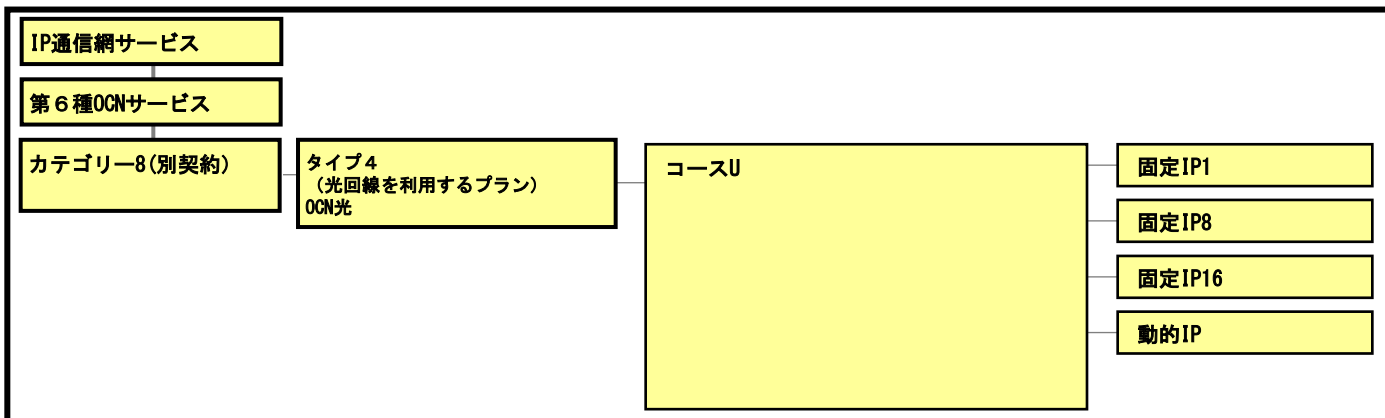 IP通信網サービス
第６種OCNサービス
カテゴリー8(別契約)
タイプ４
（光回線を利用するプラン）
OCN光
コースU
固定IP1
固定IP8
固定IP16
動的IP